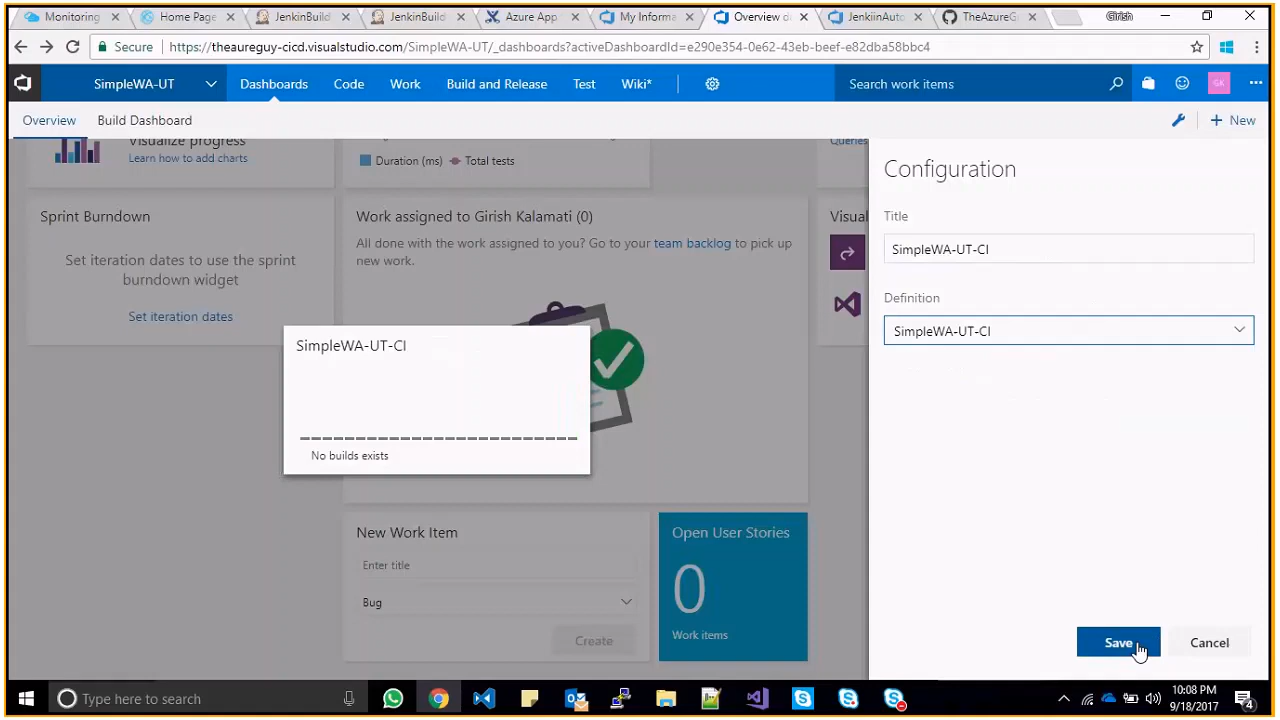 Monitoring
Home Page
JenkinBuild
JenkinBuild
Azure App
My Informa
Overview d
JenkiinAuto
TheAzureG
Girish
Secure
https://theaureguy-cicd.visualstudio.com/SimpleWA-UT/_dashboards?activeDashboardId=e290e354-0e62-43eb-beef-e82dba58bbc4
SimpleWA-UT
Dashboards
Code
Work
Build and Release
Test
Wiki*
Search work items
GK
Overview
Build Dashboard
+ New
Visualize progress
Learn how to add charts
Duration (ms)
Total tests
Queries
Sprint Burndown
Set iteration dates to use the sprint
burndown widget
Set iteration dates
Work assigned to Girish Kalamati (0)
All done with the work assigned to you? Go to your team backlog to pick up
new work.
Visual
SimpleWA-UT-CI
No builds exists
New Work Item
Enter title
Bug
Create
Open User Stories
0
Work items
Configuration
Title
SimpleWA-UT-CI
Definition
SimpleWA-UT-CI
Save
Cancel
Type here to search
10:08 PM
9/18/2017
4